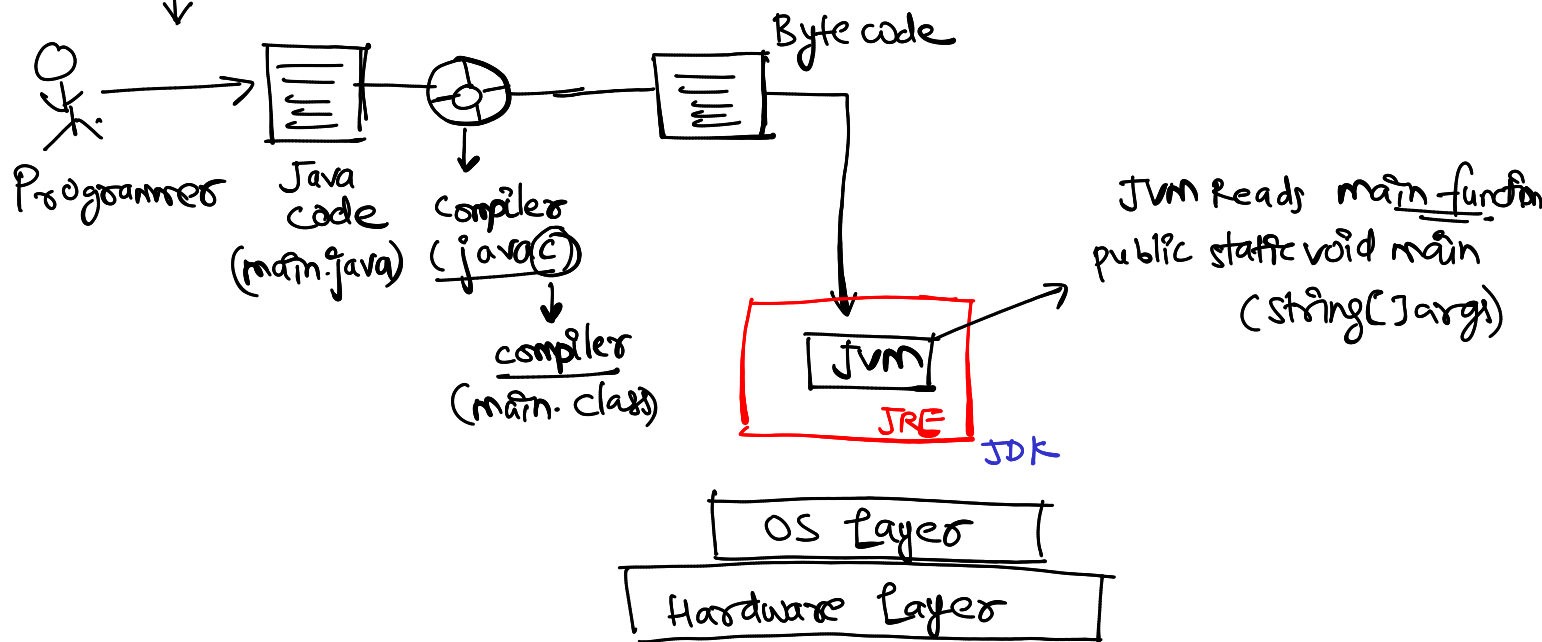 Byte code
Programmer
Java
code
(main.java)
compiler
(javac)
compiler
(main. class)
JVM Reads main function
public static void main
(string[] args)
JVM
JRE
JDK
OS Layer
Hardware Layer